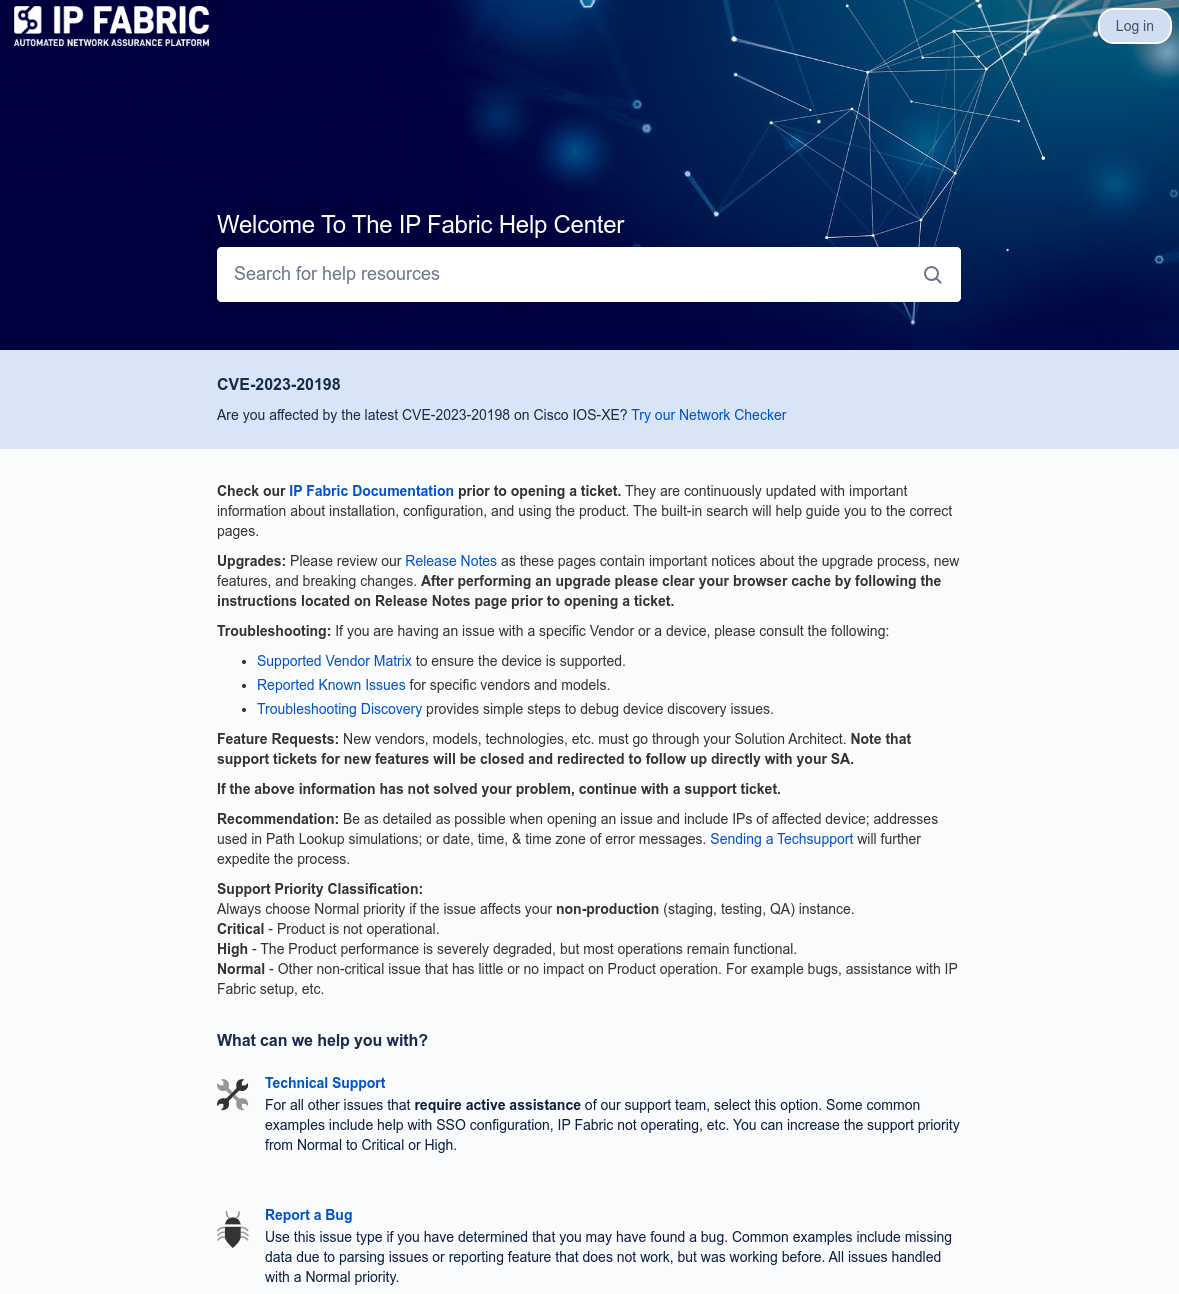 IP FABRIC
AUTOMATED NETWORK ASSURANCE PLATFORM
Log in
Welcome To The IP Fabric Help Center
Search for help resources
CVE-2023-20198
Are you affected by the latest CVE-2023-20198 on Cisco IOS-XE? Try our Network Checker
Check our IP Fabric Documentation prior to opening a ticket. They are continuously updated with important
information about installation, configuration, and using the product. The built-in search will help guide you to the correct
pages.
Upgrades: Please review our Release Notes as these pages contain important notices about the upgrade process, new
features, and breaking changes. After performing an upgrade please clear your browser cache by following the
instructions located on Release Notes page prior to opening a ticket.
Troubleshooting: If you are having an issue with a specific Vendor or a device, please consult the following:
• Supported Vendor Matrix to ensure the device is supported.
• Reported Known Issues for specific vendors and models.
• Troubleshooting Discovery provides simple steps to debug device discovery issues.
Feature Requests: New vendors, models, technologies, etc. must go through your Solution Architect. Note that
support tickets for new features will be closed and redirected to follow up directly with your SA.
If the above information has not solved your problem, continue with a support ticket.
Recommendation: Be as detailed as possible when opening an issue and include IPs of affected device; addresses
used in Path Lookup simulations; or date, time, & time zone of error messages. Sending a Techsupport will further
expedite the process.
Support Priority Classification:
Always choose Normal priority if the issue affects your non-production (staging, testing, QA) instance.
Critical - Product is not operational.
High - The Product performance is severely degraded, but most operations remain functional.
Normal - Other non-critical issue that has little or no impact on Product operation. For example bugs, assistance with IP
Fabric setup, etc.
What can we help you with?
Technical Support
For all other issues that require active assistance of our support team, select this option. Some common
examples include help with SSO configuration, IP Fabric not operating, etc. You can increase the support priority
from Normal to Critical or High.
Report a Bug
Use this issue type if you have determined that you may have found a bug. Common examples include missing
data due to parsing issues or reporting feature that does not work, but was working before. All issues handled
with a Normal priority.